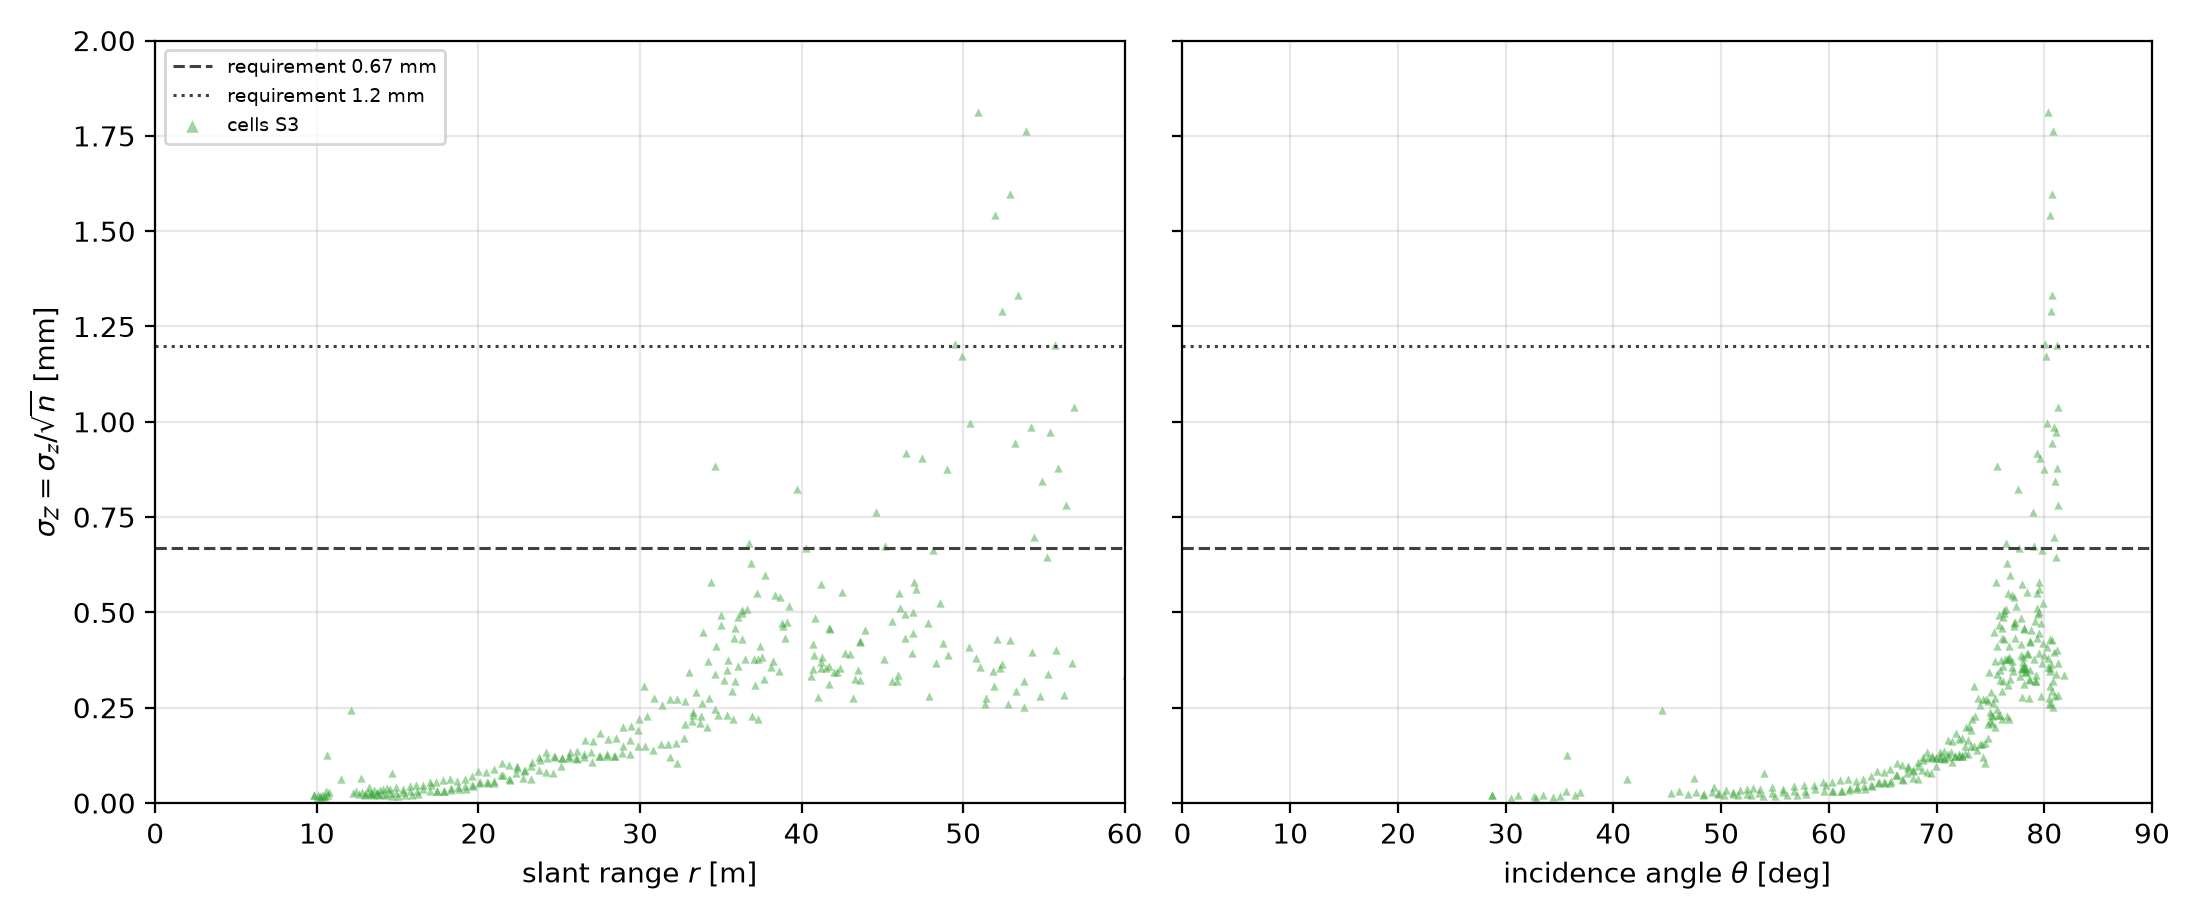 2.00
1.75
1.50
1.25
1.00
0.75
0.50
0.25
0.00
σ_Z = σ_z/√n [mm]
requirement 0.67 mm
requirement 1.2 mm
cells S3
0 10 20 30 40 50 60
slant range r [m]
0 10 20 30 40 50 60 70 80 90
incidence angle θ [deg]